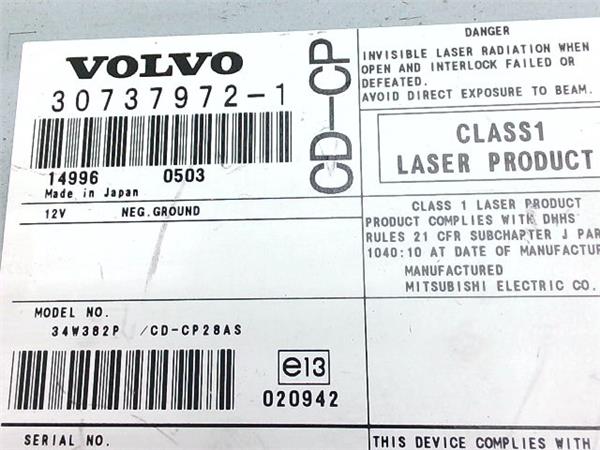 VOLVO
30737972-1
14996 0503
Made in Japan
12V NEG.GROUND
CD-CP
DANGER
INVISIBLE LASER RADIATION WHEN
OPEN AND INTERLOCK FAILED OR
DEFEATED.
AVOID DIRECT EXPOSURE TO BEAM.
CLASS1
LASER PRODUCT
CLASS 1 LASER PRODUCT
PRODUCT COMPLIES WITH DHHS
RULES 21 CFR SUBCHAPTER J PAR
1040:10 AT DATE OF MANUFACTUR
MANUFACTURED
MITSUBISHI ELECTRIC CO.
MODEL NO.
34W382P /CD-CP28AS
e13
020942
SERIAL NO.
THIS DEVICE COMPLIES WITH